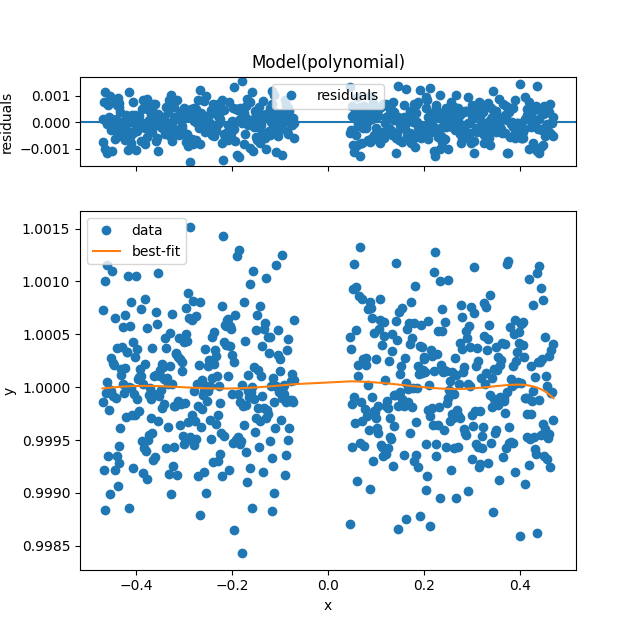 Model(polynomial)
residuals
0.001
0.000
−0.001
residuals
data
best-fit
y
1.0015
1.0010
1.0005
1.0000
0.9995
0.9990
0.9985
−0.4
−0.2
0.0
0.2
0.4
x